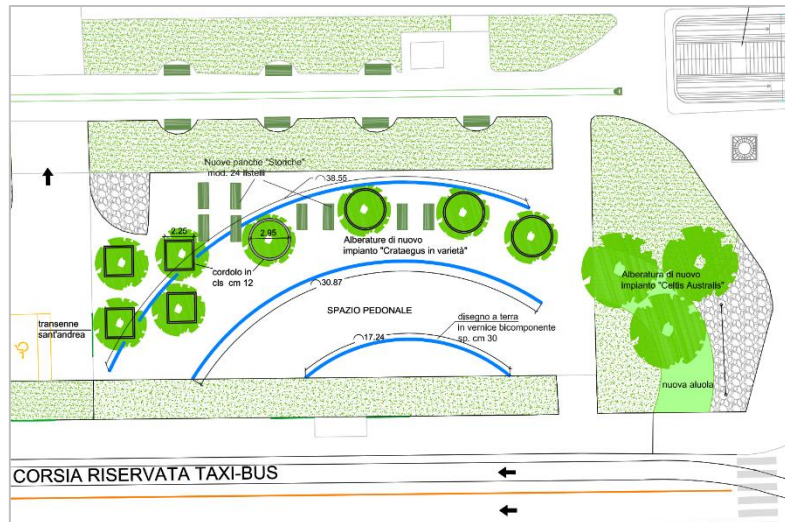 Nuove panche "Storiche"
mod. 24 listelli
38.55
2.25
2.95
Alberature di nuovo
impianto "Crataegus in varietà"
cordolo in
cls cm 12
Alberatura di nuovo
impianto "Celtis Australis"
30.87
SPAZIO PEDONALE
transenne
sant'andrea
disegno a terra
in vernice bicomponente
sp. cm 30
17.24
nuova aluola
CORSIA RISERVATA TAXI-BUS